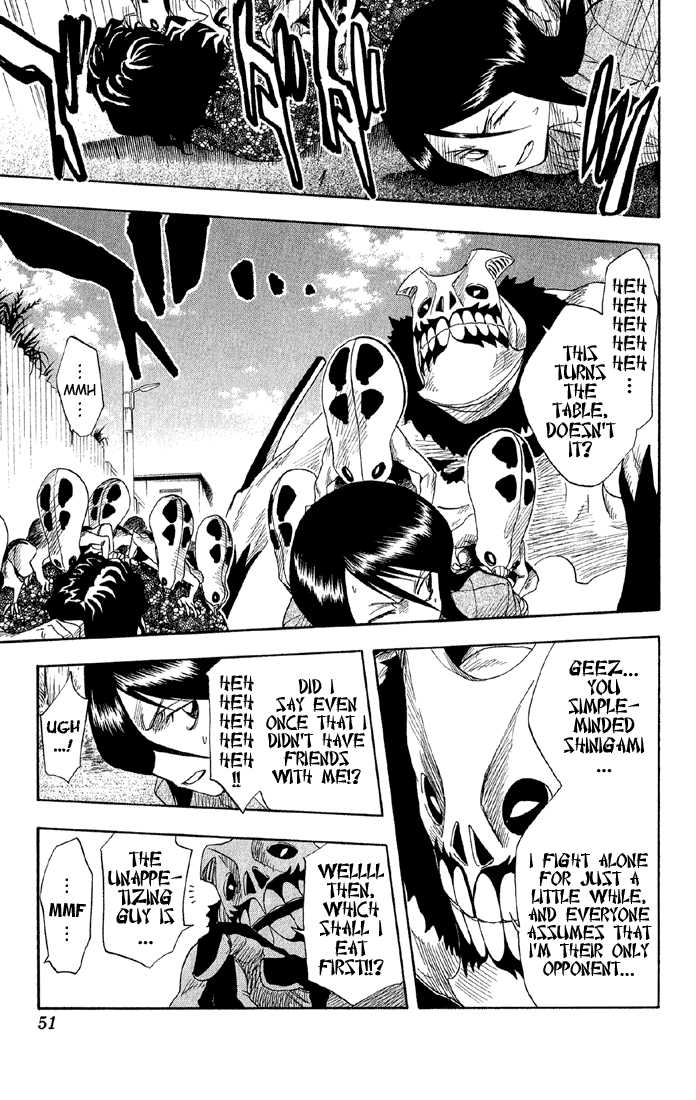 HEH
HEH
HEH
HEH
HEH
...
THIS
TURNS
THE
TABLE,
DOESN'T
IT?
...
MMH
...
GEEZ...
YOU
SIMPLE-
MINDED
SHINIGAMI
...
I FIGHT ALONE
FOR JUST A
LITTLE WHILE,
AND EVERYONE
ASSUMES THAT
I'M THEIR ONLY
OPPONENT...
DID I
SAY EVEN
ONCE THAT I
DIDN'T HAVE
FRIENDS
WITH ME!?
HEH
HEH
HEH
HEH
HEH
!!
UGH
...!
WELLLL
THEN,
WHICH
SHALL I
EAT
FIRST!!?
THE
UNAPPE-
TIZING
GUY IS
...
...
MMF
...
51